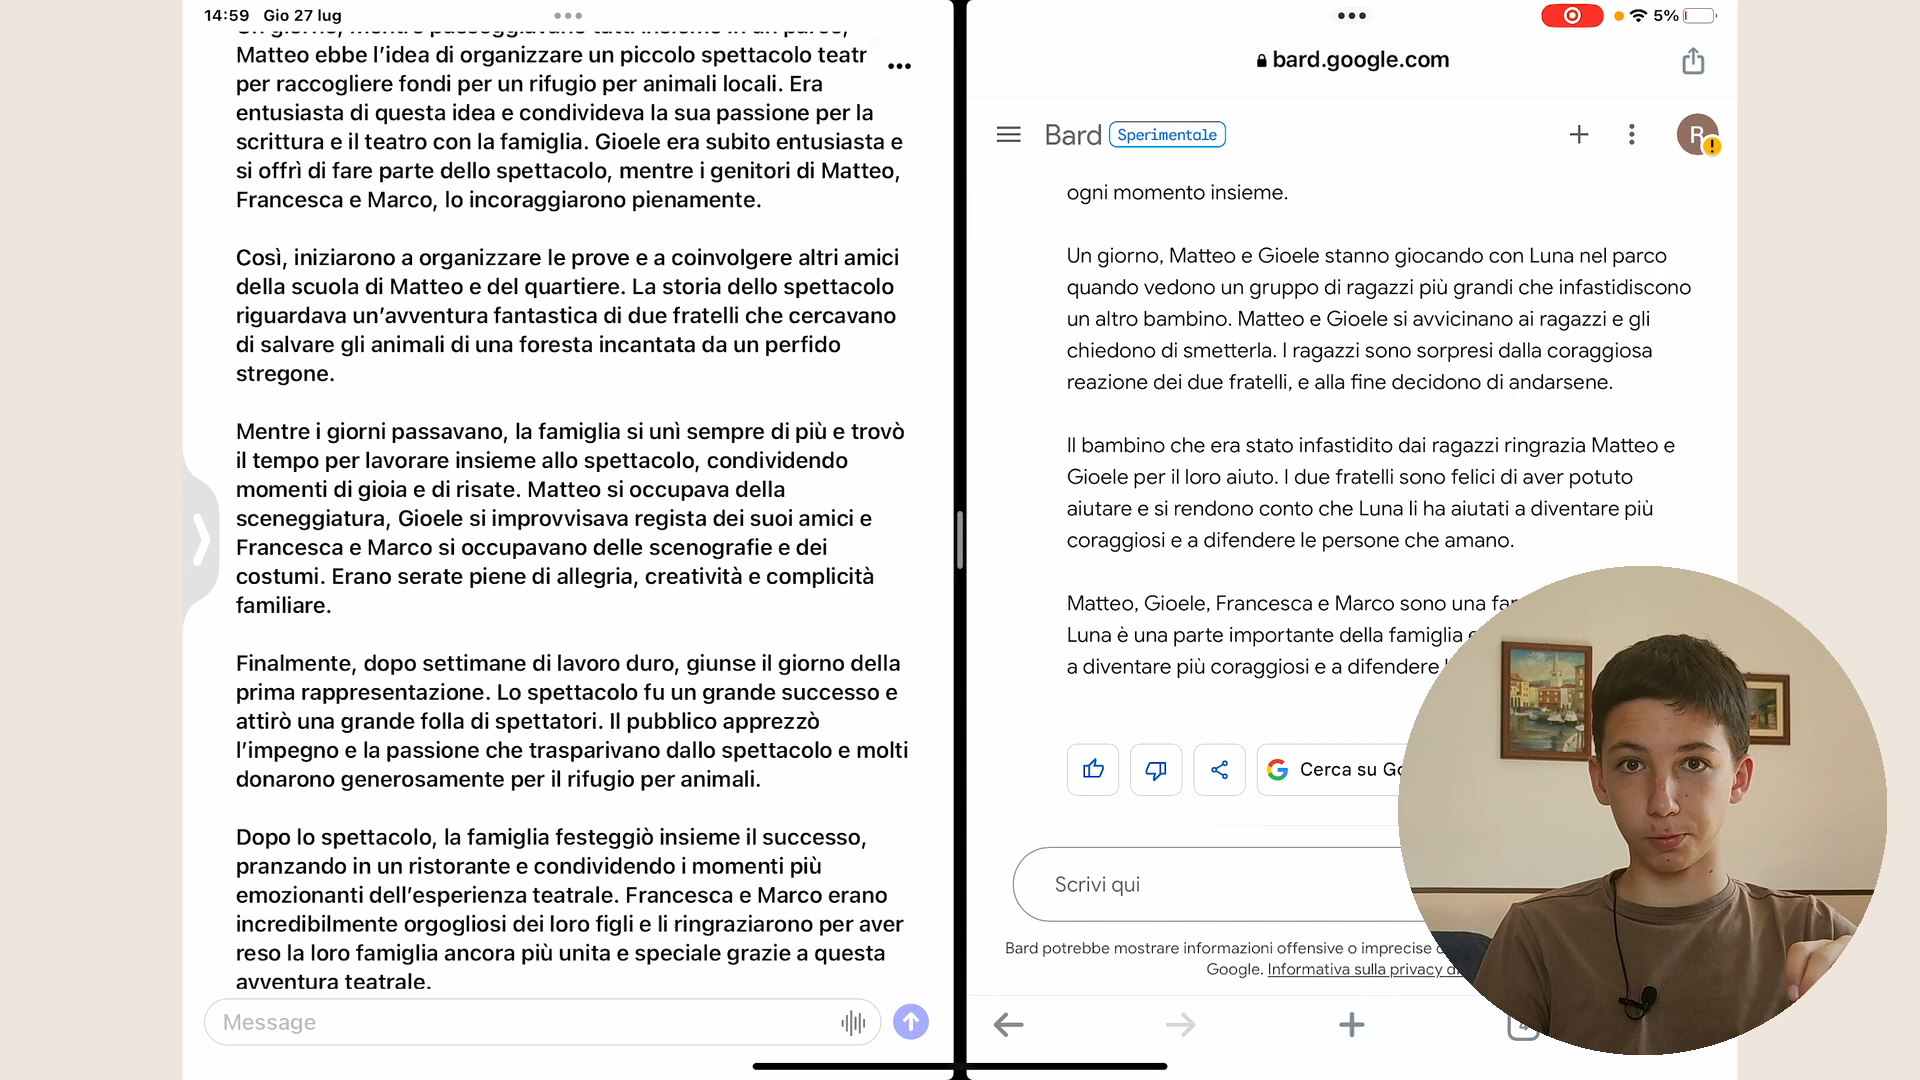 14:59 Gio 27 lug
Un giorno, mentre passeggiavano tutti insieme in un parco,
Matteo ebbe l'idea di organizzare un piccolo spettacolo teatr
per raccogliere fondi per un rifugio per animali locali. Era
entusiasta di questa idea e condivideva la sua passione per la
scrittura e il teatro con la famiglia. Gioele era subito entusiasta e
si offrì di fare parte dello spettacolo, mentre i genitori di Matteo,
Francesca e Marco, lo incoraggiarono pienamente.
Così, iniziarono a organizzare le prove e a coinvolgere altri amici
della scuola di Matteo e del quartiere. La storia dello spettacolo
riguardava un'avventura fantastica di due fratelli che cercavano
di salvare gli animali di una foresta incantata da un perfido
stregone.
Mentre i giorni passavano, la famiglia si unì sempre di più e trovò
il tempo per lavorare insieme allo spettacolo, condividendo
momenti di gioia e di risate. Matteo si occupava della
sceneggiatura, Gioele si improvvisava regista dei suoi amici e
Francesca e Marco si occupavano delle scenografie e dei
costumi. Erano serate piene di allegria, creatività e complicità
familiare.
Finalmente, dopo settimane di lavoro duro, giunse il giorno della
prima rappresentazione. Lo spettacolo fu un grande successo e
attirò una grande folla di spettatori. Il pubblico apprezzò
l'impegno e la passione che trasparivano dallo spettacolo e molti
donarono generosamente per il rifugio per animali.
Dopo lo spettacolo, la famiglia festeggiò insieme il successo,
pranzando in un ristorante e condividendo i momenti più
emozionanti dell'esperienza teatrale. Francesca e Marco erano
incredibilmente orgogliosi dei loro figli e li ringraziarono per aver
reso la loro famiglia ancora più unita e speciale grazie a questa
avventura teatrale.
Message
5%
bard.google.com
Bard Sperimentale
R
ogni momento insieme.
Un giorno, Matteo e Gioele stanno giocando con Luna nel parco
quando vedono un gruppo di ragazzi più grandi che infastidiscono
un altro bambino. Matteo e Gioele si avvicinano ai ragazzi e gli
chiedono di smetterla. I ragazzi sono sorpresi dalla coraggiosa
reazione dei due fratelli, e alla fine decidono di andarsene.
Il bambino che era stato infastidito dai ragazzi ringrazia Matteo e
Gioele per il loro aiuto. I due fratelli sono felici di aver potuto
aiutare e si rendono conto che Luna li ha aiutati a diventare più
coraggiosi e a difendere le persone che amano.
Matteo, Gioele, Francesca e Marco sono una
Luna è una parte importante della famiglia
a diventare più coraggiosi e a difendere
Cerca su Go
Scrivi qui
Bard potrebbe mostrare informazioni offensive o imprecise
Google. Informativa sulla privacy